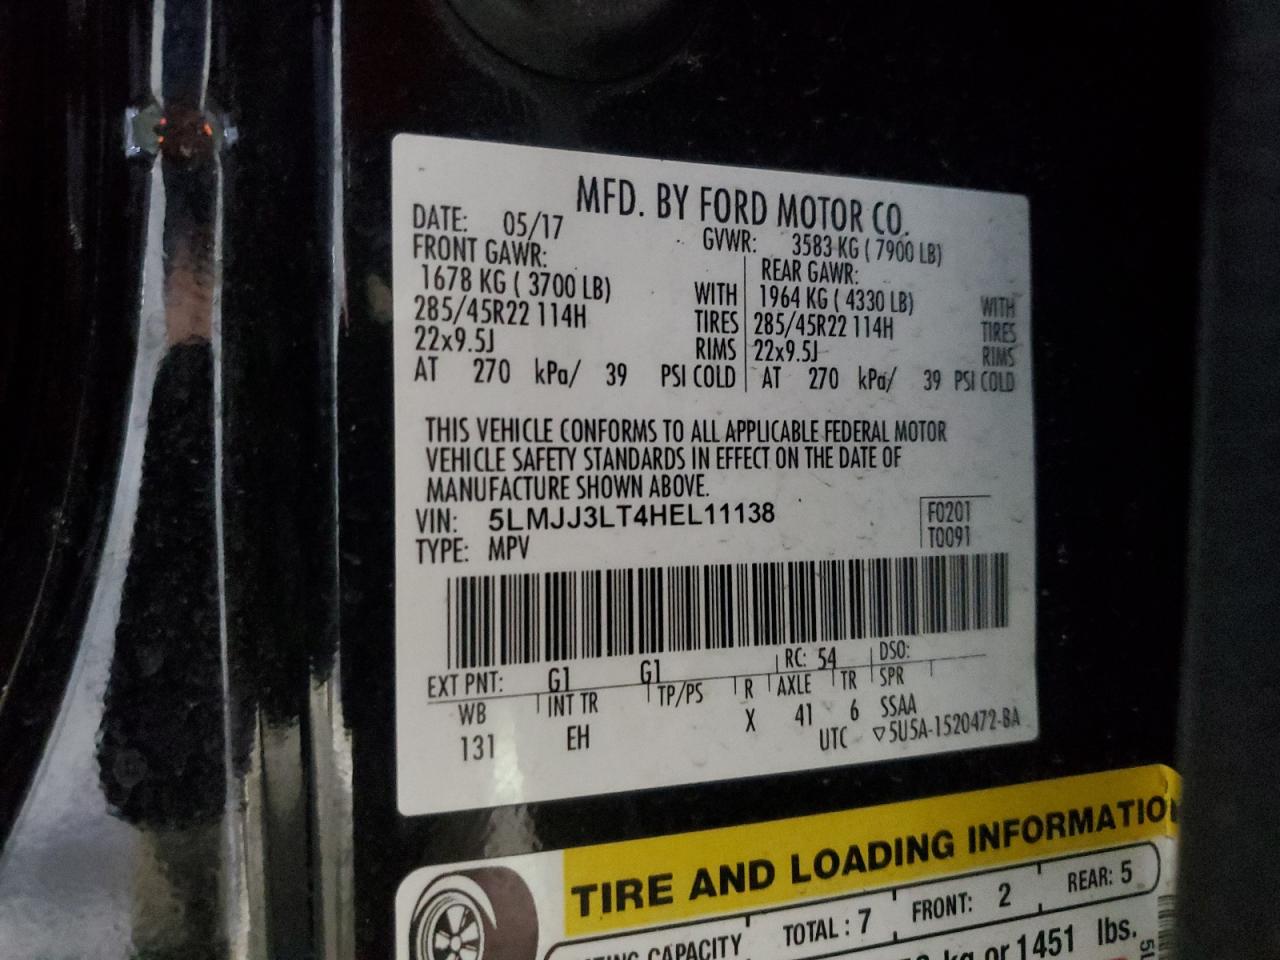 MFD. BY FORD MOTOR CO.
DATE: 05/17 GVWR: 3583 KG ( 7900 LB)
FRONT GAWR: REAR GAWR:
1678 KG ( 3700 LB) WITH 1964 KG ( 4330 LB) WITH
285/45R22 114H TIRES 285/45R22 114H TIRES
22x9.5J RIMS 22x9.5J RIMS
AT 270 kPa/ 39 PSI COLD AT 270 kPa/ 39 PSI COLD
THIS VEHICLE CONFORMS TO ALL APPLICABLE FEDERAL MOTOR
VEHICLE SAFETY STANDARDS IN EFFECT ON THE DATE OF
MANUFACTURE SHOWN ABOVE.
VIN: 5LMJJ3LT4HEL11138 F0201
TYPE: MPV T0091
EXT PNT: G1 G1 RC: 54 DSO:
WB INT TR TP/PS R AXLE TR SPR
131 EH X 41 6 SSAA
UTC ▽5U5A-1520472-BA
TIRE AND LOADING INFORMATION
CAPACITY TOTAL : 7 FRONT: 2 REAR: 5
kg or 1451 lbs.